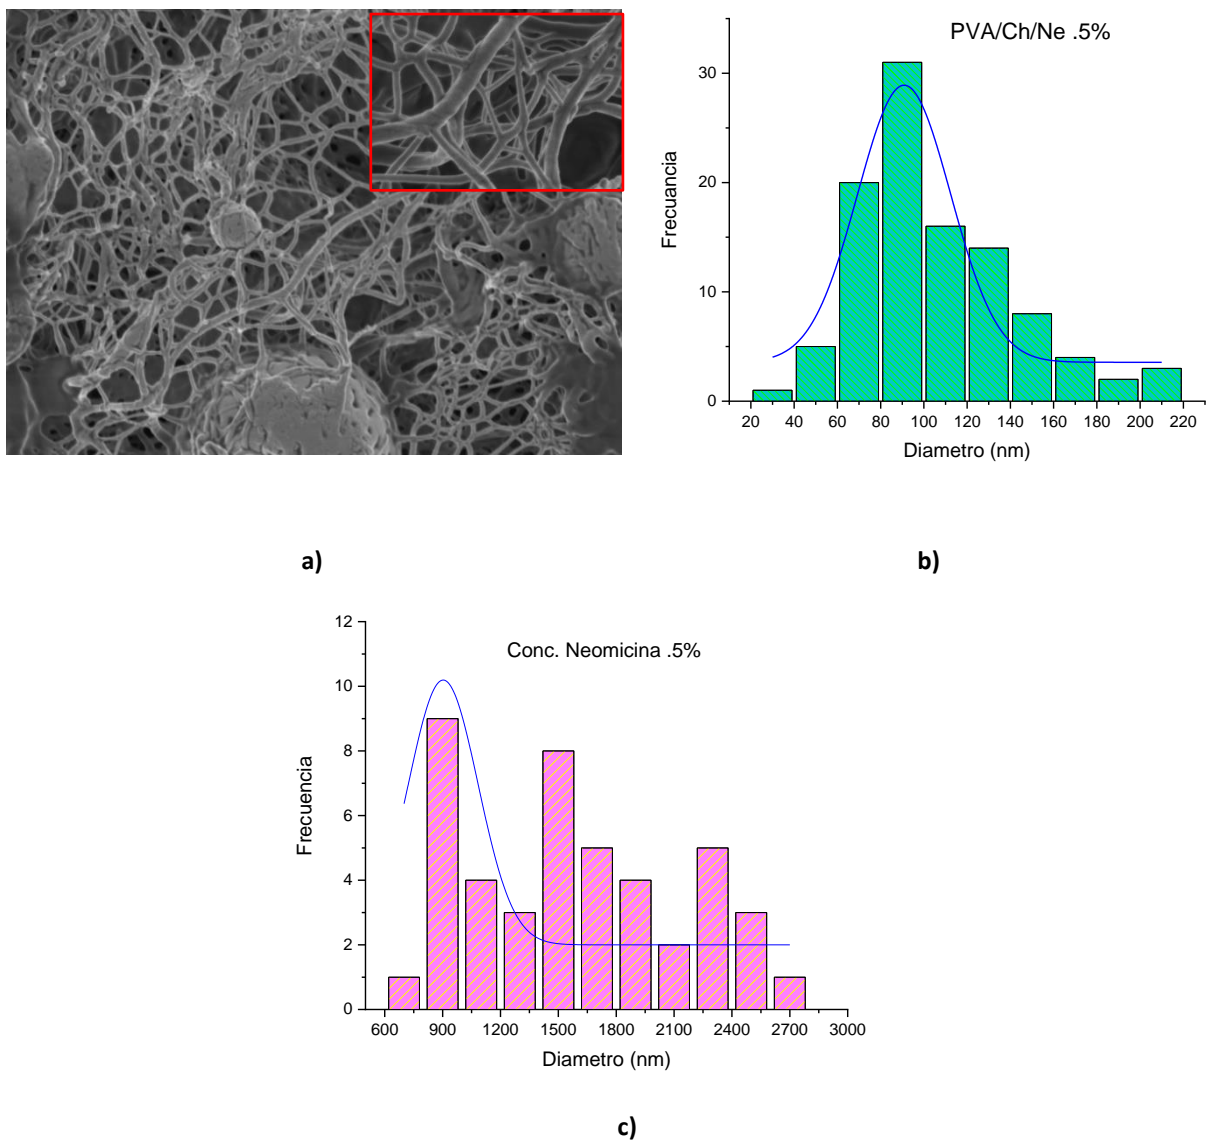 PVA/Ch/Ne .5%
Frecuancia
30
20
10
0
20 40 60 80 100 120 140 160 180 200 220
Diametro (nm)
a)
b)
Conc. Neomicina .5%
Frecuencia
12
10
8
6
4
2
0
600 900 1200 1500 1800 2100 2400 2700 3000
Diametro (nm)
c)